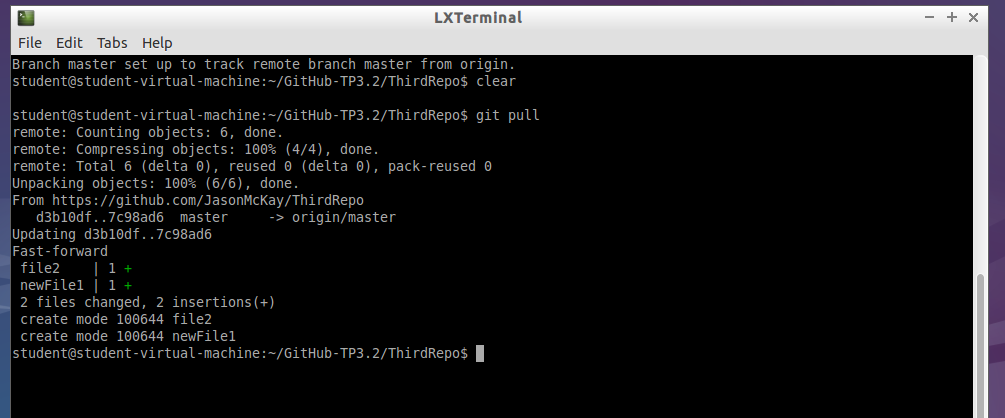 LXTerminal
File Edit Tabs Help
Branch master set up to track remote branch master from origin.
student@student-virtual-machine:~/GitHub-TP3.2/ThirdRepo$ clear
student@student-virtual-machine:~/GitHub-TP3.2/ThirdRepo$ git pull
remote: Counting objects: 6, done.
remote: Compressing objects: 100% (4/4), done.
remote: Total 6 (delta 0), reused 0 (delta 0), pack-reused 0
Unpacking objects: 100% (6/6), done.
From https://github.com/JasonMcKay/ThirdRepo
   d3b10df..7c98ad6  master     -> origin/master
Updating d3b10df..7c98ad6
Fast-forward
 file2    | 1 +
 newFile1 | 1 +
 2 files changed, 2 insertions(+)
 create mode 100644 file2
 create mode 100644 newFile1
student@student-virtual-machine:~/GitHub-TP3.2/ThirdRepo$